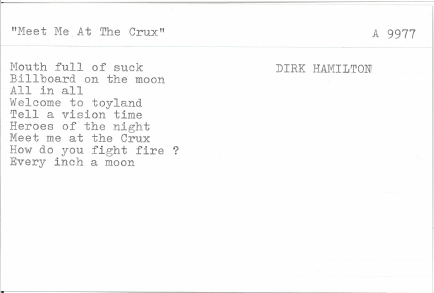 "Meet Me At The Crux"
A 9977
Mouth full of suck
DIRK HAMILTON
Billboard on the moon
All in all
Welcome to toyland
Tell a vision time
Heroes of the night
Meet me at the Crux
How do you fight fire ?
Every inch a moon